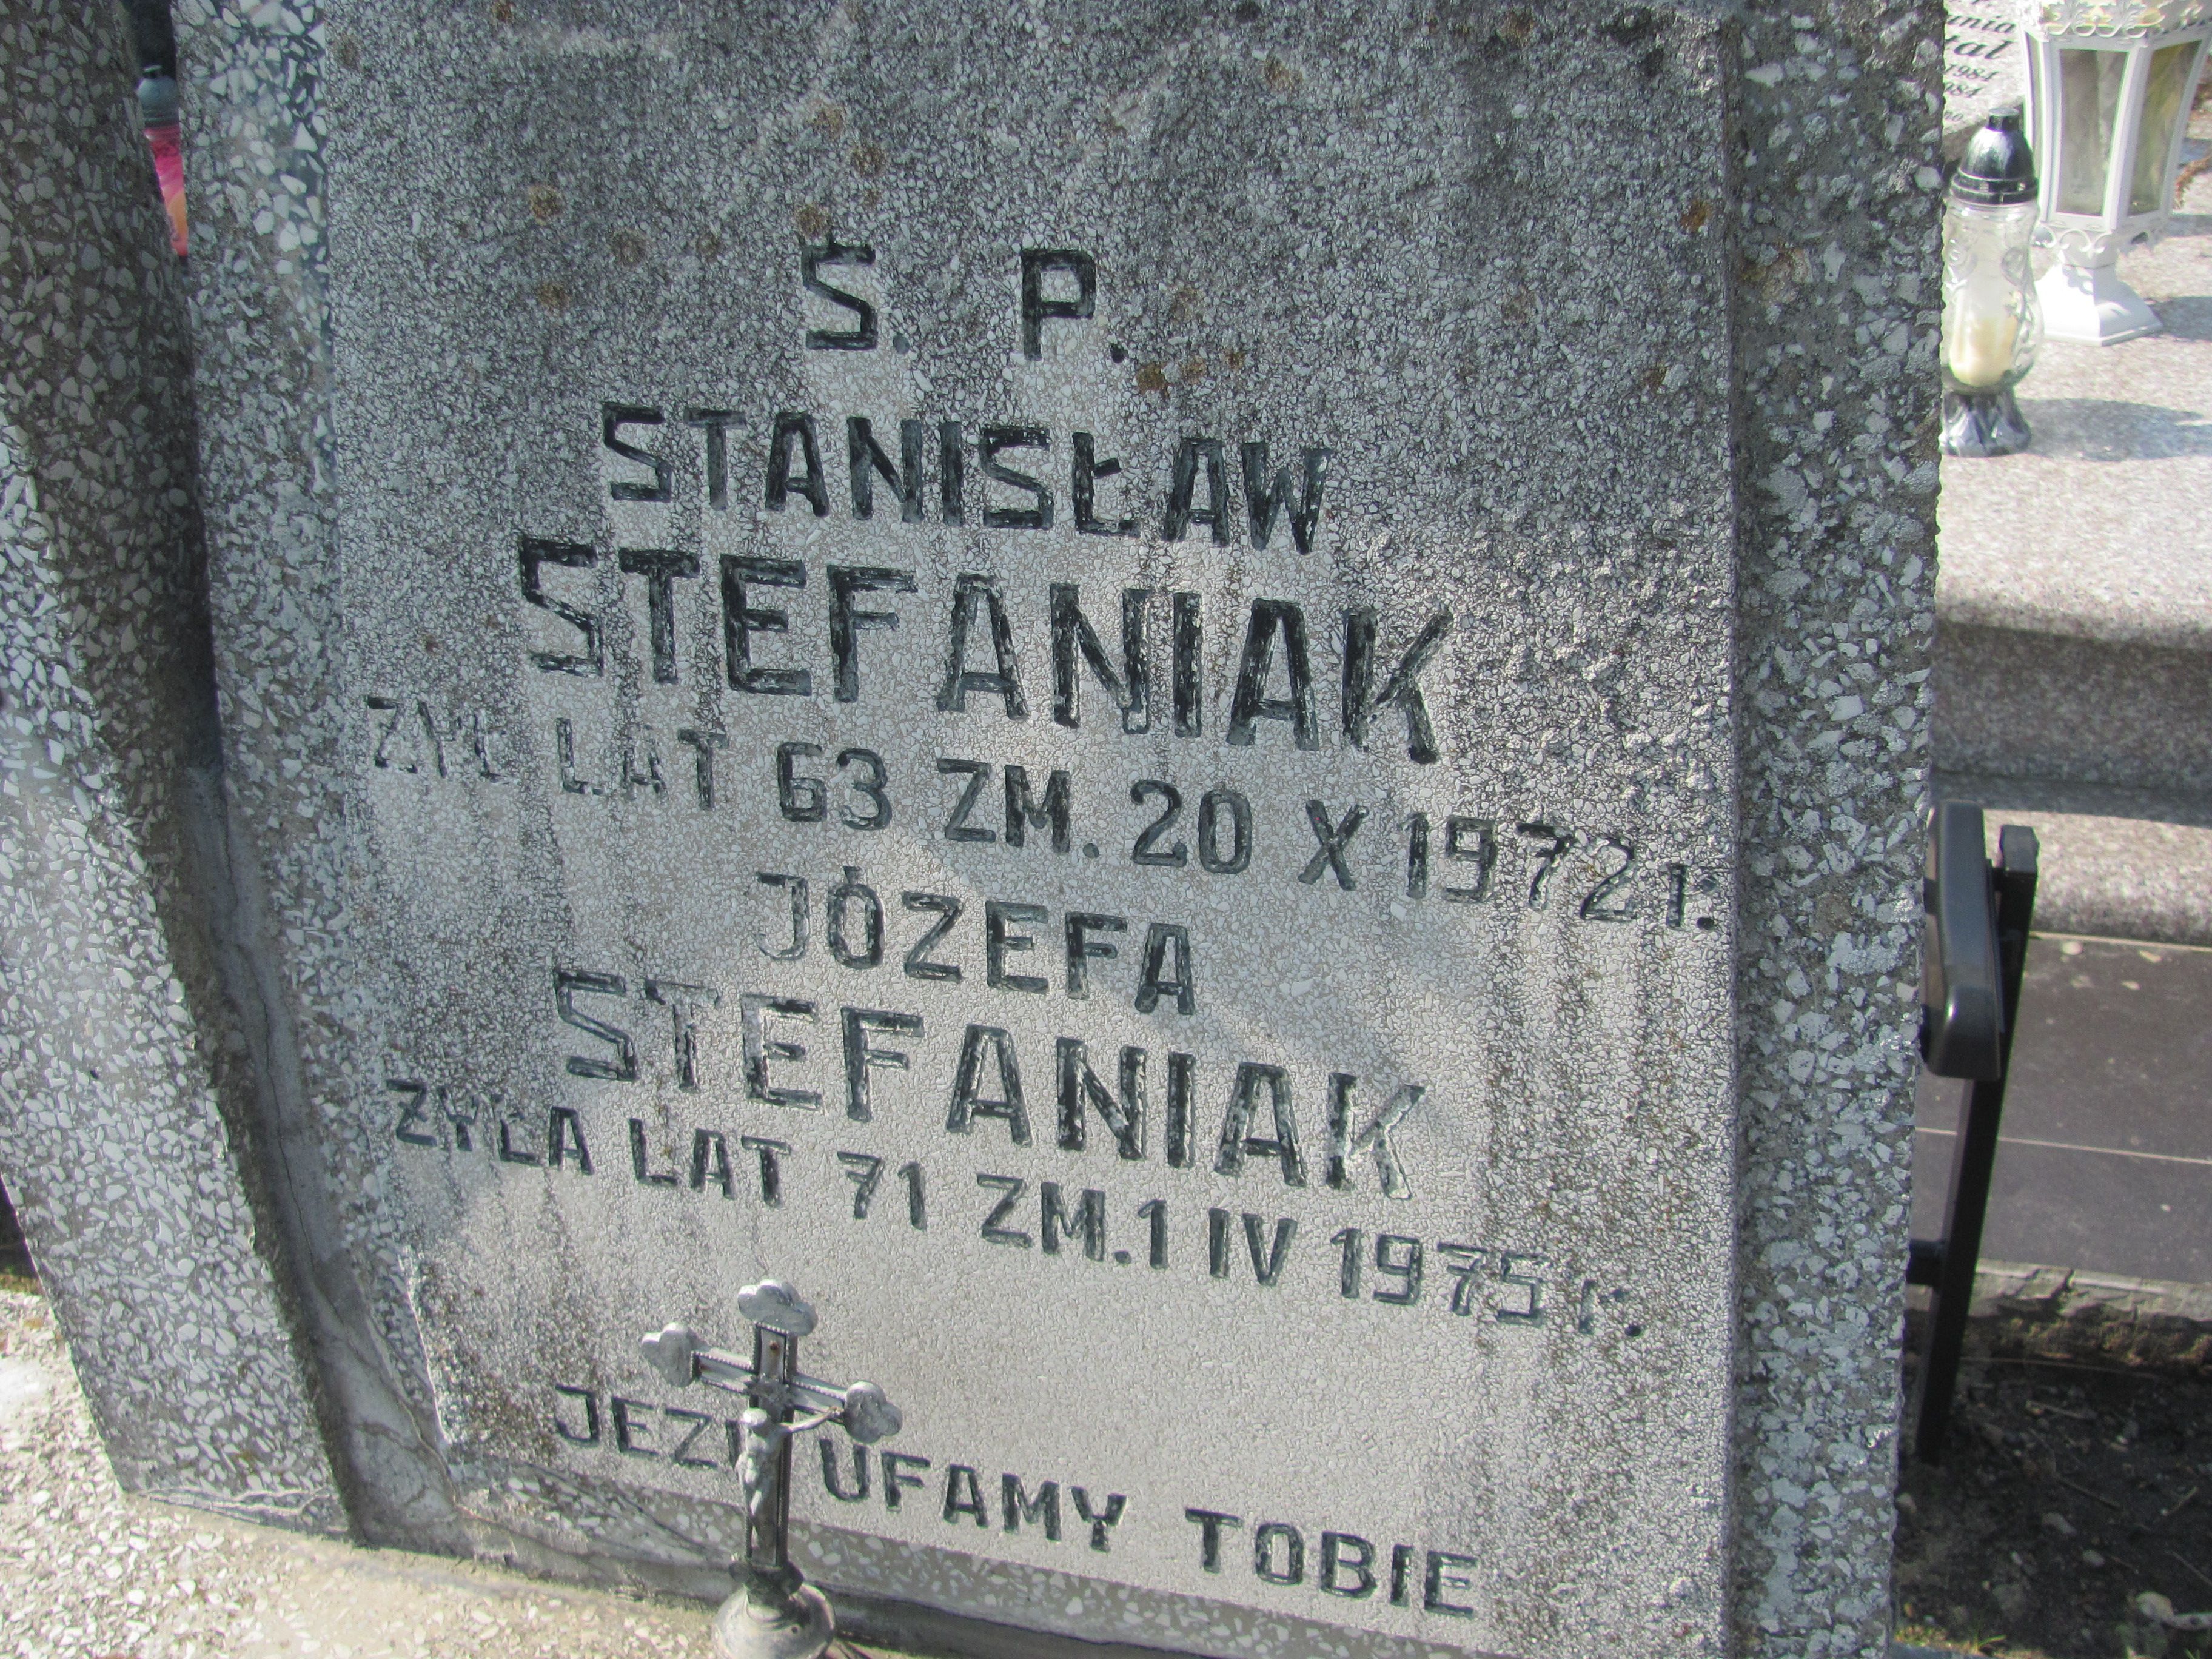 Ś. P.
STANISŁAW
STEFANIAK
ŻYŁ LAT 63 ZM. 20 X 1972 r.
JÓZEFA
STEFANIAK
ŻYŁA LAT 71 ZM. 1 IV 1975 r.
UFAMY TOBIE
1984